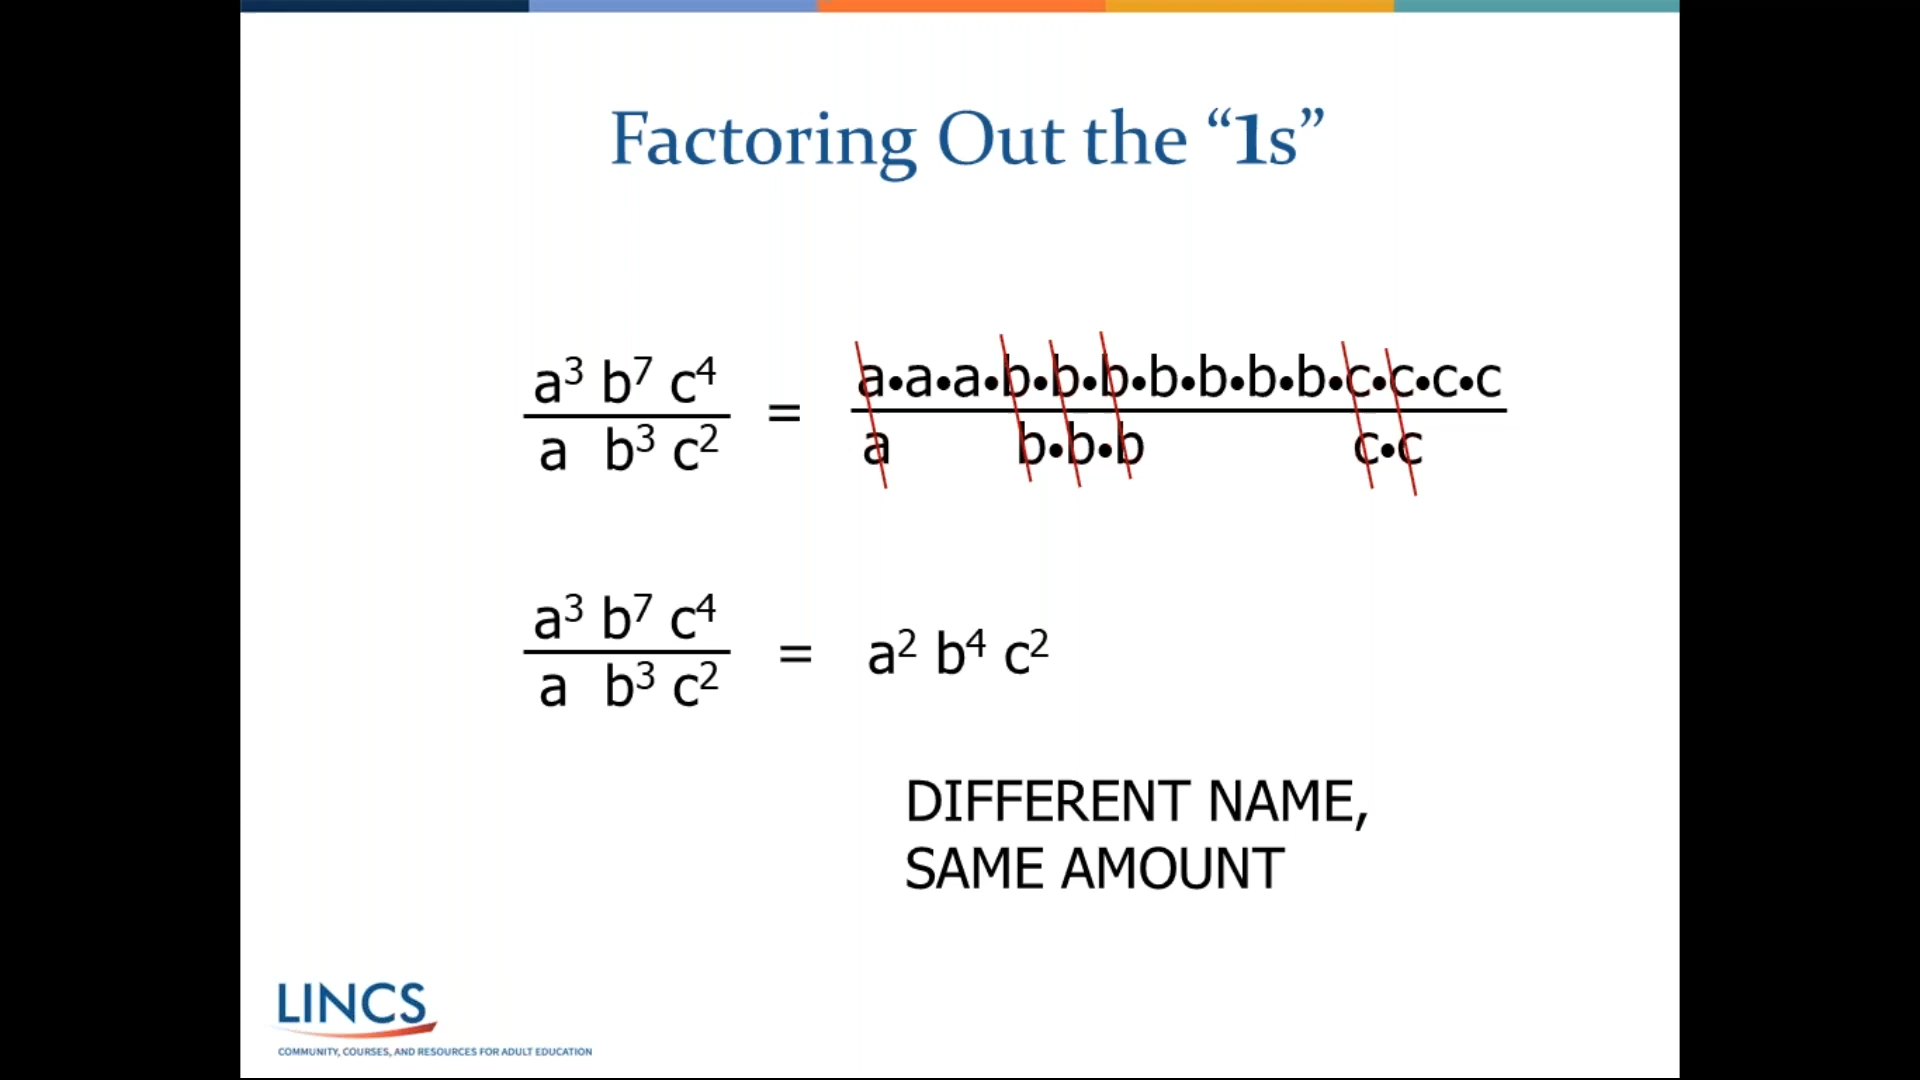 Factoring Out the “1s”
a³ b⁷ c⁴ = a•a•a•b•b•b•b•b•b•b•c•c•c•c
a b³ c² a b•b•b c•c
a³ b⁷ c⁴ = a² b⁴ c²
a b³ c²
DIFFERENT NAME,
SAME AMOUNT
LINCS
COMMUNITY, COURSES, AND RESOURCES FOR ADULT EDUCATION